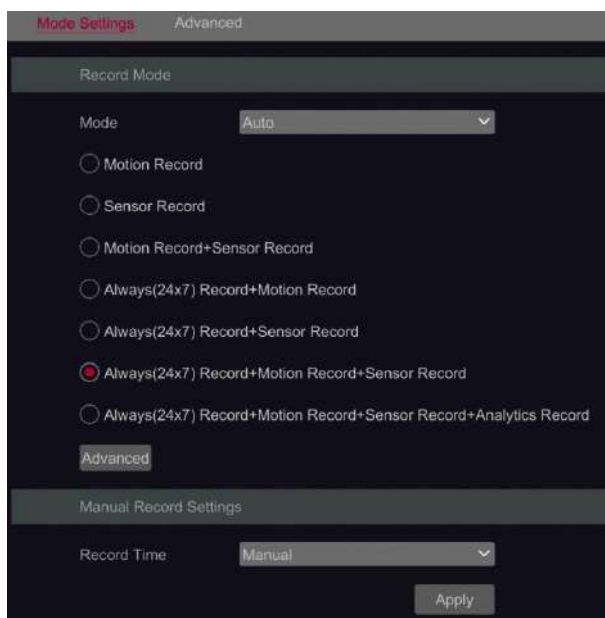 Mode Settings Advanced
Record Mode
Mode Auto
Motion Record
Sensor Record
Motion Record+Sensor Record
Always(24x7) Record+Motion Record
Always(24x7) Record+Sensor Record
Always(24x7) Record+Motion Record+Sensor Record
Always(24x7) Record+Motion Record+Sensor Record+Analytics Record
Advanced
Manual Record Settings
Record Time Manual
Apply